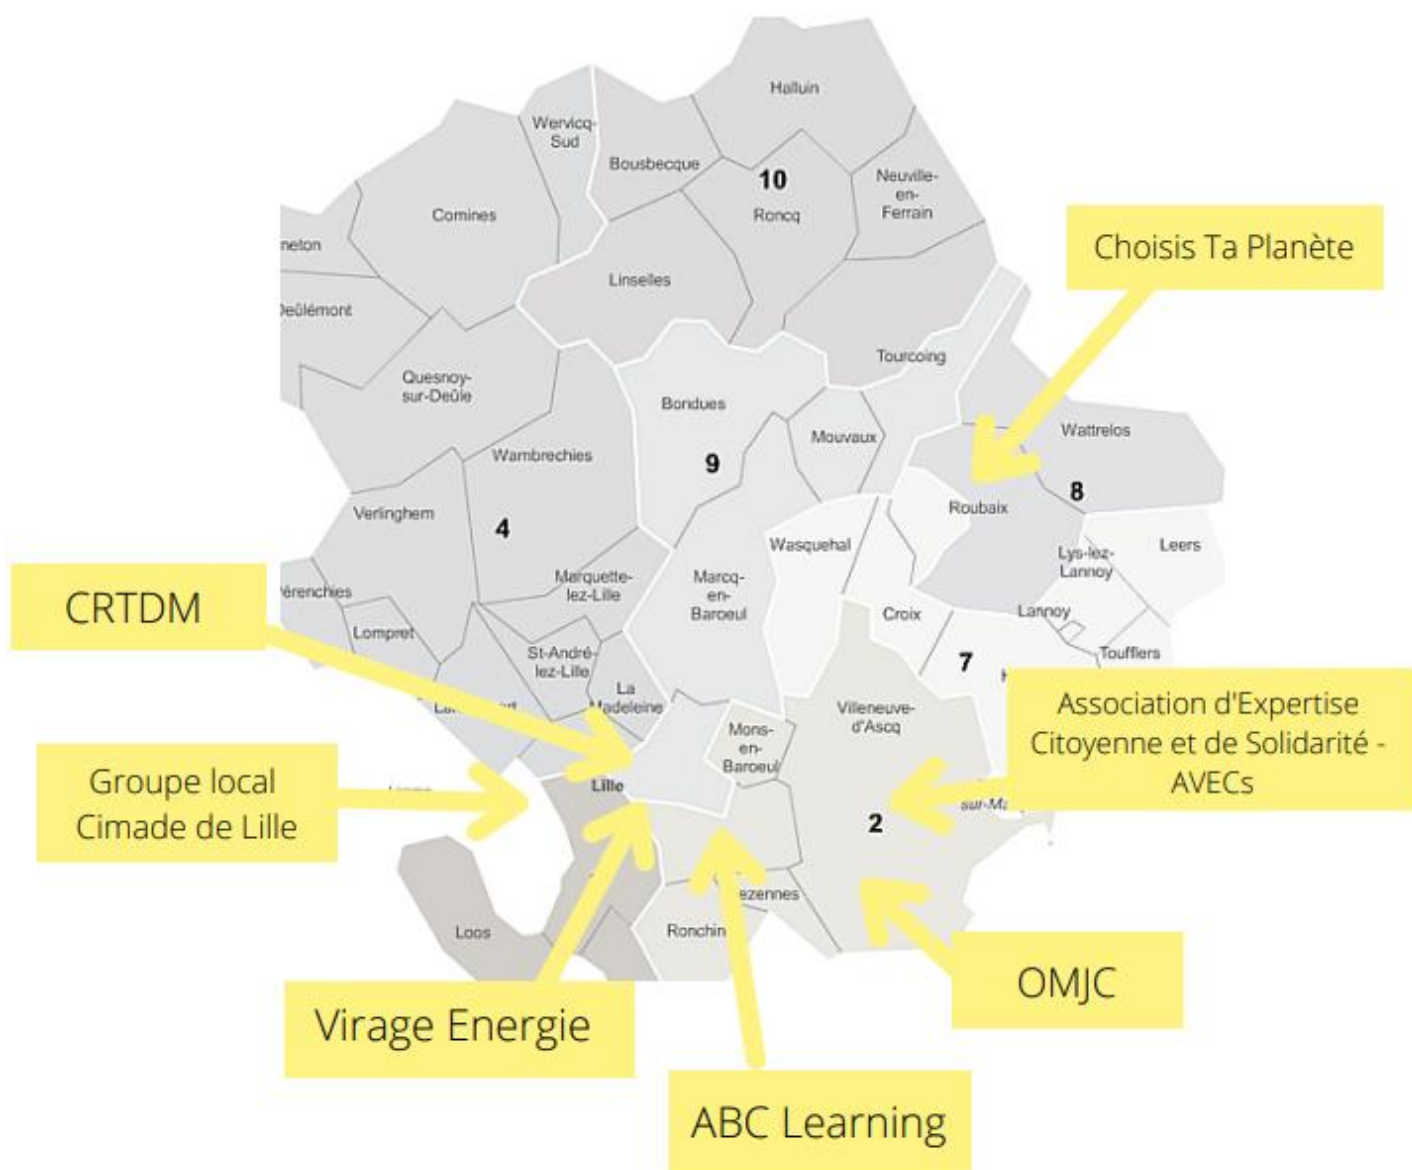 Halluin
Wervicq-
Sud
Bousbecque
10
Neuville-
en-
Ferrain
Comines
Roncq
neton
Linselles
Choisis Ta Planète
Deûlémont
Tourcoing
Quesnoy-
sur-Deûle
Bondues
Mouvaux
Wattrelos
Wambrechies
9
8
Verlinghem
4
Roubaix
Wasquehal
Leers
Lys-lez-
Lannoy
Marquette-
lez-Lille
Marcq-
en-
Baroeul
Pérenchies
CRTDM
Croix
Lannoy
Lompret
St-André-
lez-Lille
7
Toufflers
La
Madeleine
Villeneuve-
d'Ascq
Mons-
en-
Baroeul
Association d'Expertise
Citoyenne et de Solidarité -
AVECs
Groupe local
Cimade de Lille
Lille
2
ezennes
Loos
Ronchin
OMJC
Virage Energie
ABC Learning